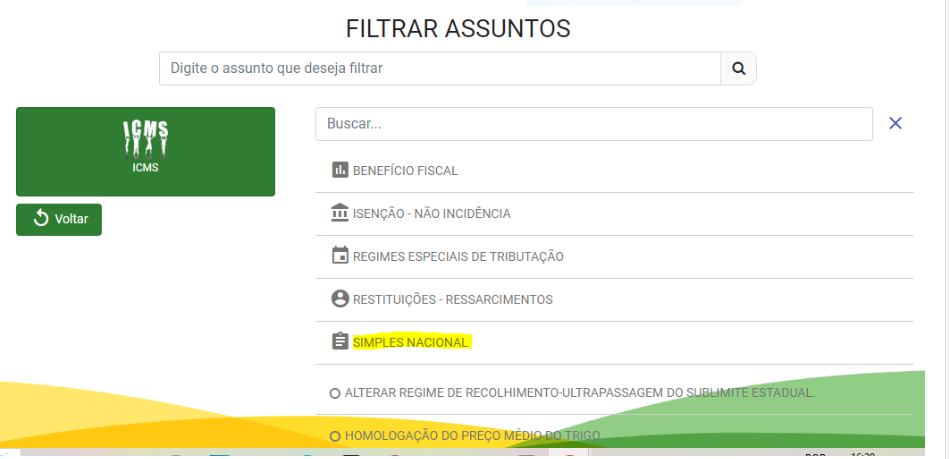 FILTRAR ASSUNTOS
Digite o assunto que deseja filtrar
ICMS
ICMS
Voltar
Buscar...
BENEFÍCIO FISCAL
ISENÇÃO - NÃO INCIDÊNCIA
REGIMES ESPECIAIS DE TRIBUTAÇÃO
RESTITUIÇÕES - RESSARCIMENTOS
SIMPLES NACIONAL
ALTERAR REGIME DE RECOLHIMENTO-ULTRAPASSAGEM DO SUBLIMITE ESTADUAL.
HOMOLOGAÇÃO DO PREÇO MÉDIO DO TRIGO